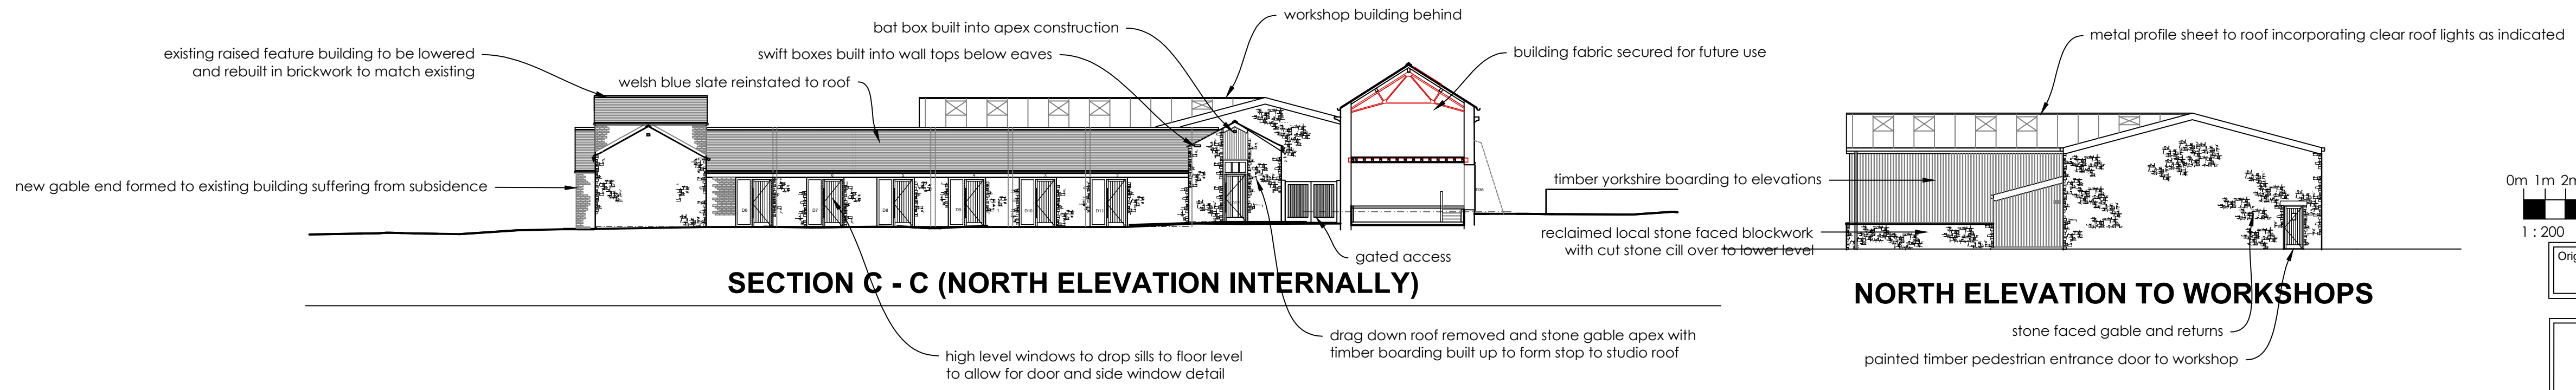 workshop building behind
bat box built into apex construction
existing raised feature building to be lowered
and rebuilt in brickwork to match existing
swift boxes built into wall tops below eaves
building fabric secured for future use
metal profile sheet to roof incorporating clear roof lights as indicated
welsh blue slate reinstated to roof
new gable end formed to existing building suffering from subsidence
timber yorkshire boarding to elevations
0m 1m 2m
1 : 200
reclaimed local stone faced blockwork
with cut stone cill over to lower level
gated access
SECTION C - C (NORTH ELEVATION INTERNALLY)
NORTH ELEVATION TO WORKSHOPS
stone faced gable and returns
painted timber pedestrian entrance door to workshop
drag down roof removed and stone gable apex with
timber boarding built up to form stop to studio roof
high level windows to drop sills to floor level
to allow for door and side window detail